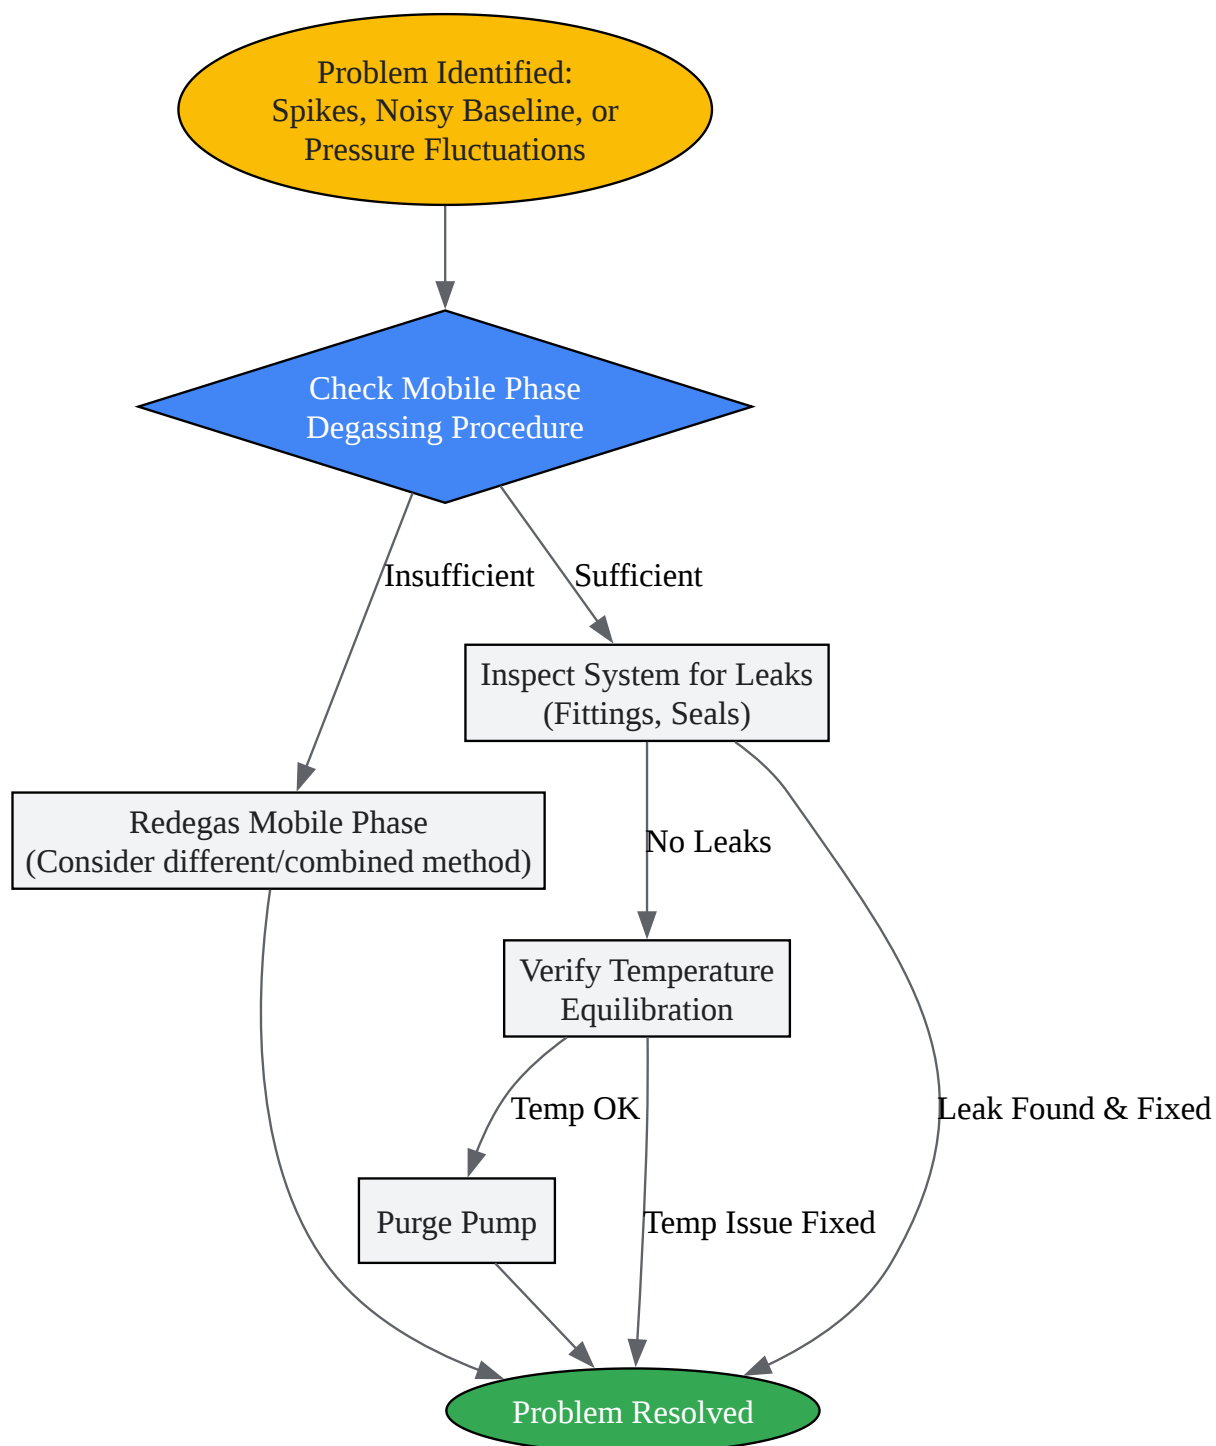 Problem Identified:
Spikes, Noisy Baseline, or
Pressure Fluctuations
Check Mobile Phase
Degassing Procedure
Insufficient
Sufficient
Inspect System for Leaks
(Fittings, Seals)
Redegas Mobile Phase
(Consider different/combined method)
No Leaks
Verify Temperature
Equilibration
Temp OK
Leak Found & Fixed
Purge Pump
Temp Issue Fixed
Problem Resolved